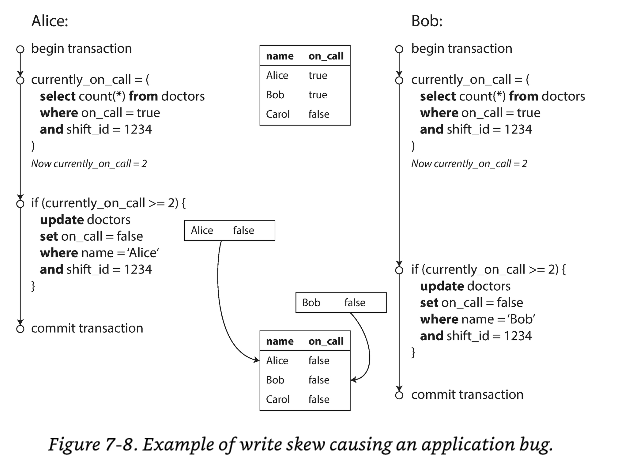 Alice:
begin transaction
currently_on_call = (
select count(*) from doctors
where on_call = true
and shift_id = 1234
)
Now currently_on_call = 2
if (currently_on_call >= 2) {
update doctors
set on_call = false
where name = 'Alice'
and shift_id = 1234
}
commit transaction
name on_call
Alice true
Bob true
Carol false
Alice false
Bob false
name on_call
Alice false
Bob false
Carol false
Bob:
begin transaction
currently_on_call = (
select count(*) from doctors
where on_call = true
and shift_id = 1234
)
Now currently_on_call = 2
if (currently_on_call >= 2) {
update doctors
set on_call = false
where name = 'Bob'
and shift_id = 1234
}
commit transaction
Figure 7-8. Example of write skew causing an application bug.